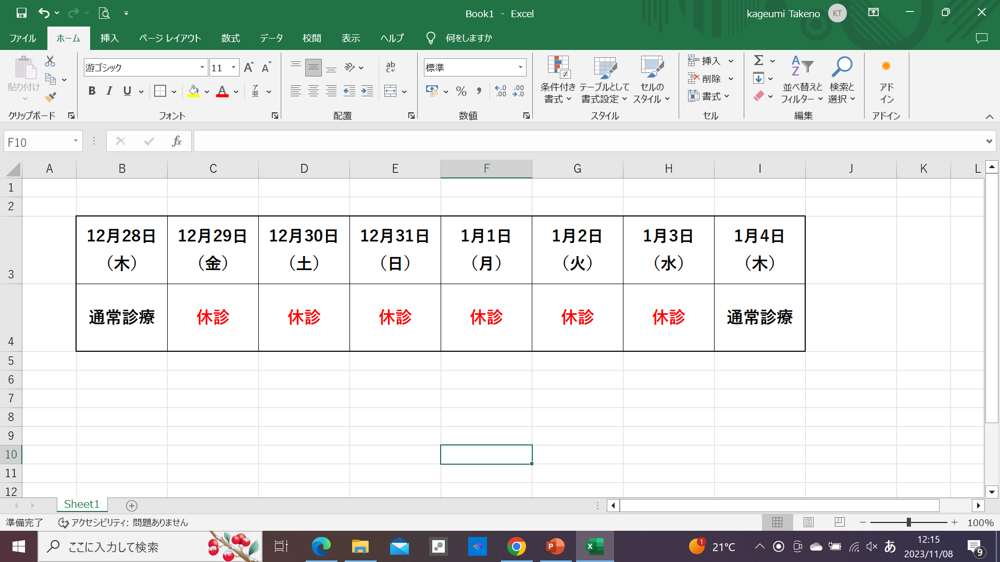 Book1 - Excel
kageumi Takeno
KT
ファイル ホーム 挿入 ページ レイアウト 数式 データ 校閲 表示 ヘルプ 何をしますか
貼り付け
クリップボード
游ゴシック 11 A A
B I U A ア亜
フォント
ab c
配置
標準
% , .0 .00 .00 .0
数値
条件付き書式
テーブルとして書式設定
セルのスタイル
スタイル
挿入
削除
書式
セル
Σ
並べ替えとフィルター
検索と選択
編集
アドイン
アドイン
F10 fx
A B C D E F G H I J K L
1
2
3
12月28日 12月29日 12月30日 12月31日 1月1日 1月2日 1月3日 1月4日
（木） （金） （土） （日） （月） （火） （水） （木）
4
通常診療 休診 休診 休診 休診 休診 休診 通常診療
5
6
7
8
9
10
11
12
Sheet1
準備完了 アクセシビリティ: 問題ありません 100%
ここに入力して検索
P X
1
21°C
あ
12:15
2023/11/08
9